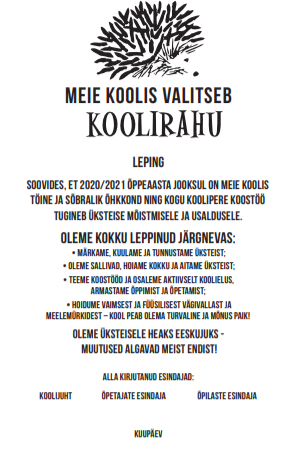 MEIE KOOLIS VALITSEB
KOOLIRAHU
LEPING
SOOVIDES, ET 2020/2021 ÕPPEAASTA JOOKSUL ON MEIE KOOLIS
TÖINE JA SÕBRALIK ÕHKKOND NING KOGU KOOLIPERE KOOSTÖÖ
TUGINEB ÜKSTEISE MÕISTMISELE JA USALDUSELE.
OLEME KOKKU LEPPINUD JÄRGNEVAS:
• MÄRKAME, KUULAME JA TUNNUSTAME ÜKSTEIST;
• OLEME SALLIVAD, HOIAME KOKKU JA AITAME ÜKSTEIST;
• TEEME KOOSTÖÖD JA OSALEME AKTIIVSELT KOOLIELUS,
ARMASTAME ÕPPIMIST JA ÕPETAMIST;
• HOIDUME VAIMSEST JA FÜÜSILISEST VÄGIVALLAST JA
MEELEMÜRKIDEST – KOOL PEAB OLEMA TURVALINE JA MÕNUS PAIK!
OLEME ÜKSTEISELE HEAKS EESKUJUKS -
MUUTUSED ALGAVAD MEIST ENDIST!
ALLA KIRJUTANUD ESINDAJAD:
KOOLIJUHT ÕPETAJATE ESINDAJA ÕPILASTE ESINDAJA
KUUPÄEV